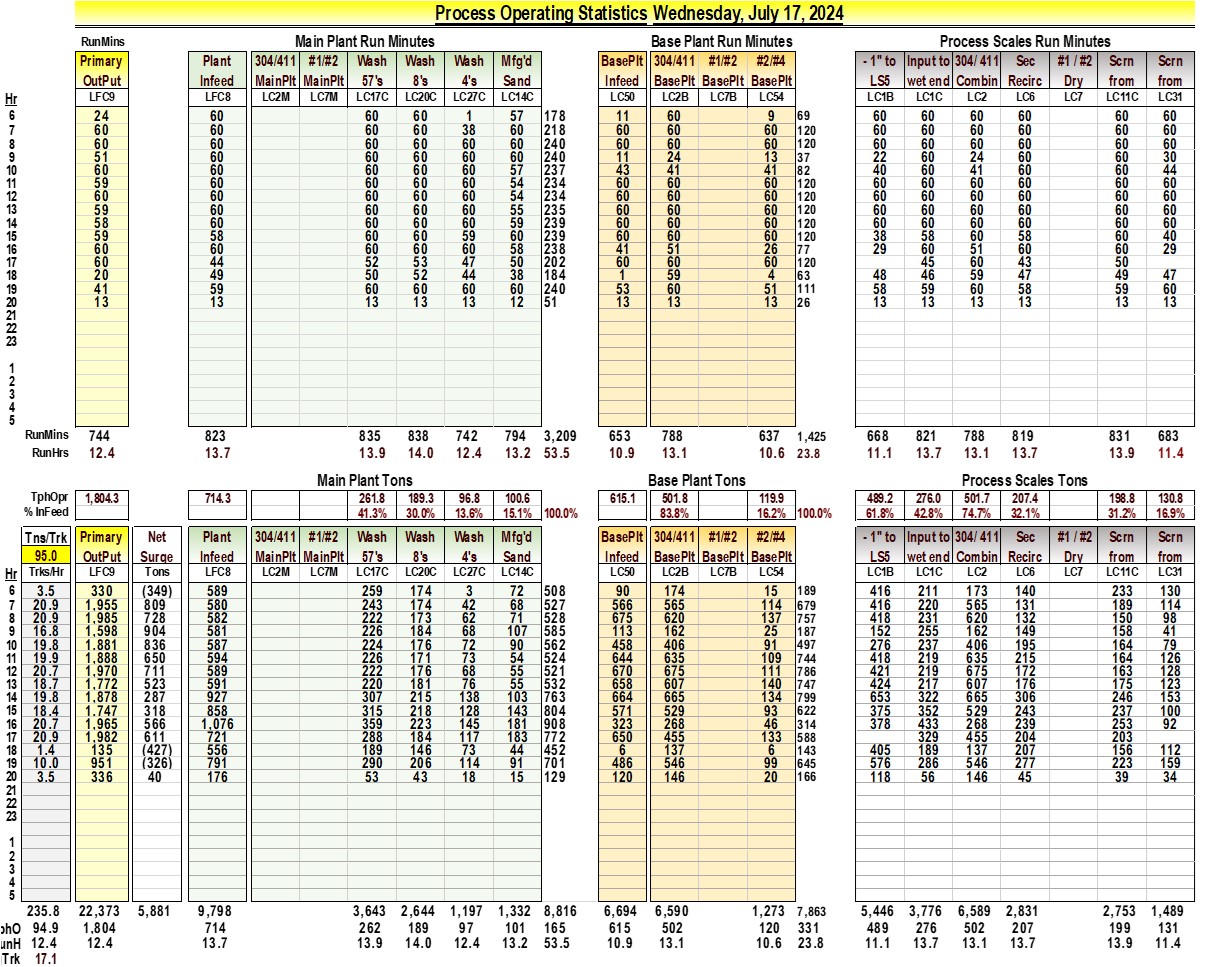 Process Operating Statistics Wednesday, July 17, 2024
RunMins Main Plant Run Minutes Base Plant Run Minutes Process Scales Run Minutes
Primary Plant 304/411 #1/#2 Wash Wash Wash Mfg'd BasePlt 304/411 #1/#2 #2/#4 - 1" to Input to 304/ 411 Sec #1 / #2 Scrn Scrn
OutPut Infeed MainPlt MainPlt 57's 8's 4's Sand Infeed BasePlt BasePlt BasePlt LS5 wet end Combin Recirc Dry from from
Hr LFC9 LFC8 LC2M LC7M LC17C LC20C LC27C LC14C LC50 LC2B LC7B LC54 LC1B LC1C LC2 LC6 LC7 LC11C LC31
6 24 60 60 60 1 57 178 11 60 9 69 60 60 60 60 60 60
7 60 60 60 60 38 60 218 60 60 60 120 60 60 60 60 60 60
8 60 60 60 60 60 60 240 60 60 60 120 60 60 60 60 60 60
9 51 60 60 60 60 60 240 11 24 13 37 22 60 24 60 60 30
10 60 60 60 60 60 57 237 43 41 41 82 40 60 41 60 60 44
11 59 60 60 60 60 54 234 60 60 60 120 60 60 60 60 60 60
12 60 60 60 60 60 54 234 60 60 60 120 60 60 60 60 60 60
13 59 60 60 60 60 55 235 60 60 60 120 60 60 60 60 60 60
14 58 60 60 60 60 59 239 60 60 60 120 60 60 60 60 60 60
15 59 58 60 60 59 60 239 60 60 60 120 38 58 60 58 60 40
16 60 60 60 60 60 58 238 41 51 26 77 29 60 51 60 60 29
17 60 44 52 53 47 50 202 60 60 60 120 45 60 43 50
18 20 49 50 52 44 38 184 1 59 4 63 48 46 59 47 49 47
19 41 59 60 60 60 60 240 53 60 51 111 58 59 60 58 59 60
20 13 13 13 13 13 12 51 13 13 13 26 13 13 13 13 13 13
21
22
23
1
2
3
4
5
RunMins 744 823 835 838 742 794 3,209 653 788 637 1,425 668 821 788 819 831 683
RunHrs 12.4 13.7 13.9 14.0 12.4 13.2 53.5 10.9 13.1 10.6 23.8 11.1 13.7 13.1 13.7 13.9 11.4
Main Plant Tons Base Plant Tons Process Scales Tons
TphOpr 1,804.3 714.3 261.8 189.3 96.8 100.6 615.1 501.8 119.9 489.2 276.0 501.7 207.4 198.8 130.8
% InFeed 41.3% 30.0% 13.6% 15.1% 100.0% 83.8% 16.2% 100.0% 61.8% 42.8% 74.7% 32.1% 31.2% 16.9%
Tns/Trk Primary Net Plant 304/411 #1/#2 Wash Wash Wash Mfg'd BasePlt 304/411 #1/#2 #2/#4 - 1" to Input to 304/ 411 Sec #1 / #2 Scrn Scrn
95.0 OutPut Surge Infeed MainPlt MainPlt 57's 8's 4's Sand Infeed BasePlt BasePlt BasePlt LS5 wet end Combin Recirc Dry from from
Hr Trks/Hr LFC9 Tons LFC8 LC2M LC7M LC17C LC20C LC27C LC14C LC50 LC2B LC7B LC54 LC1B LC1C LC2 LC6 LC7 LC11C LC31
6 3.5 330 (349) 589 259 174 3 72 508 90 174 15 189 416 211 173 140 233 130
7 20.9 1,955 809 580 243 174 42 68 527 566 565 114 679 416 220 565 131 189 114
8 20.9 1,985 728 582 222 173 62 71 528 675 620 137 757 418 231 620 132 150 98
9 16.8 1,598 904 581 226 184 68 107 585 113 162 25 187 152 255 162 149 158 41
10 19.8 1,881 836 587 224 176 72 90 562 458 406 91 497 276 237 406 195 164 79
11 19.9 1,888 650 594 226 171 73 54 524 644 635 109 744 418 219 635 215 164 126
12 20.7 1,970 711 589 222 176 68 55 521 670 675 111 786 421 219 675 172 163 128
13 18.7 1,772 523 591 220 181 76 55 532 658 607 140 747 424 217 607 176 175 123
14 19.8 1,878 287 927 307 215 138 103 763 664 665 134 799 653 322 665 306 246 153
15 18.4 1,747 318 858 315 218 128 143 804 571 529 93 622 375 352 529 243 237 100
16 20.7 1,965 566 1,076 359 223 145 181 908 323 268 46 314 378 433 268 239 253 92
17 20.9 1,982 611 721 288 184 117 183 772 650 455 133 588 329 455 204 203
18 1.4 135 (427) 556 189 146 73 44 452 6 137 6 143 405 189 137 207 156 112
19 10.0 951 (326) 791 290 206 114 91 701 486 546 99 645 576 286 546 277 223 159
20 3.5 336 40 176 53 43 18 15 129 120 146 20 166 118 56 146 45 39 34
21
22
23
1
2
3
4
5
235.8 22,373 5,881 9,798 3,643 2,644 1,197 1,332 8,816 6,694 6,590 1,273 7,863 5,446 3,776 6,589 2,831 2,753 1,489
phO 94.9 1,804 714 262 189 97 101 165 615 502 120 331 489 276 502 207 199 131
unH 12.4 12.4 13.7 13.9 14.0 12.4 13.2 53.5 10.9 13.1 10.6 23.8 11.1 13.7 13.1 13.7 13.9 11.4
Trk 17.1